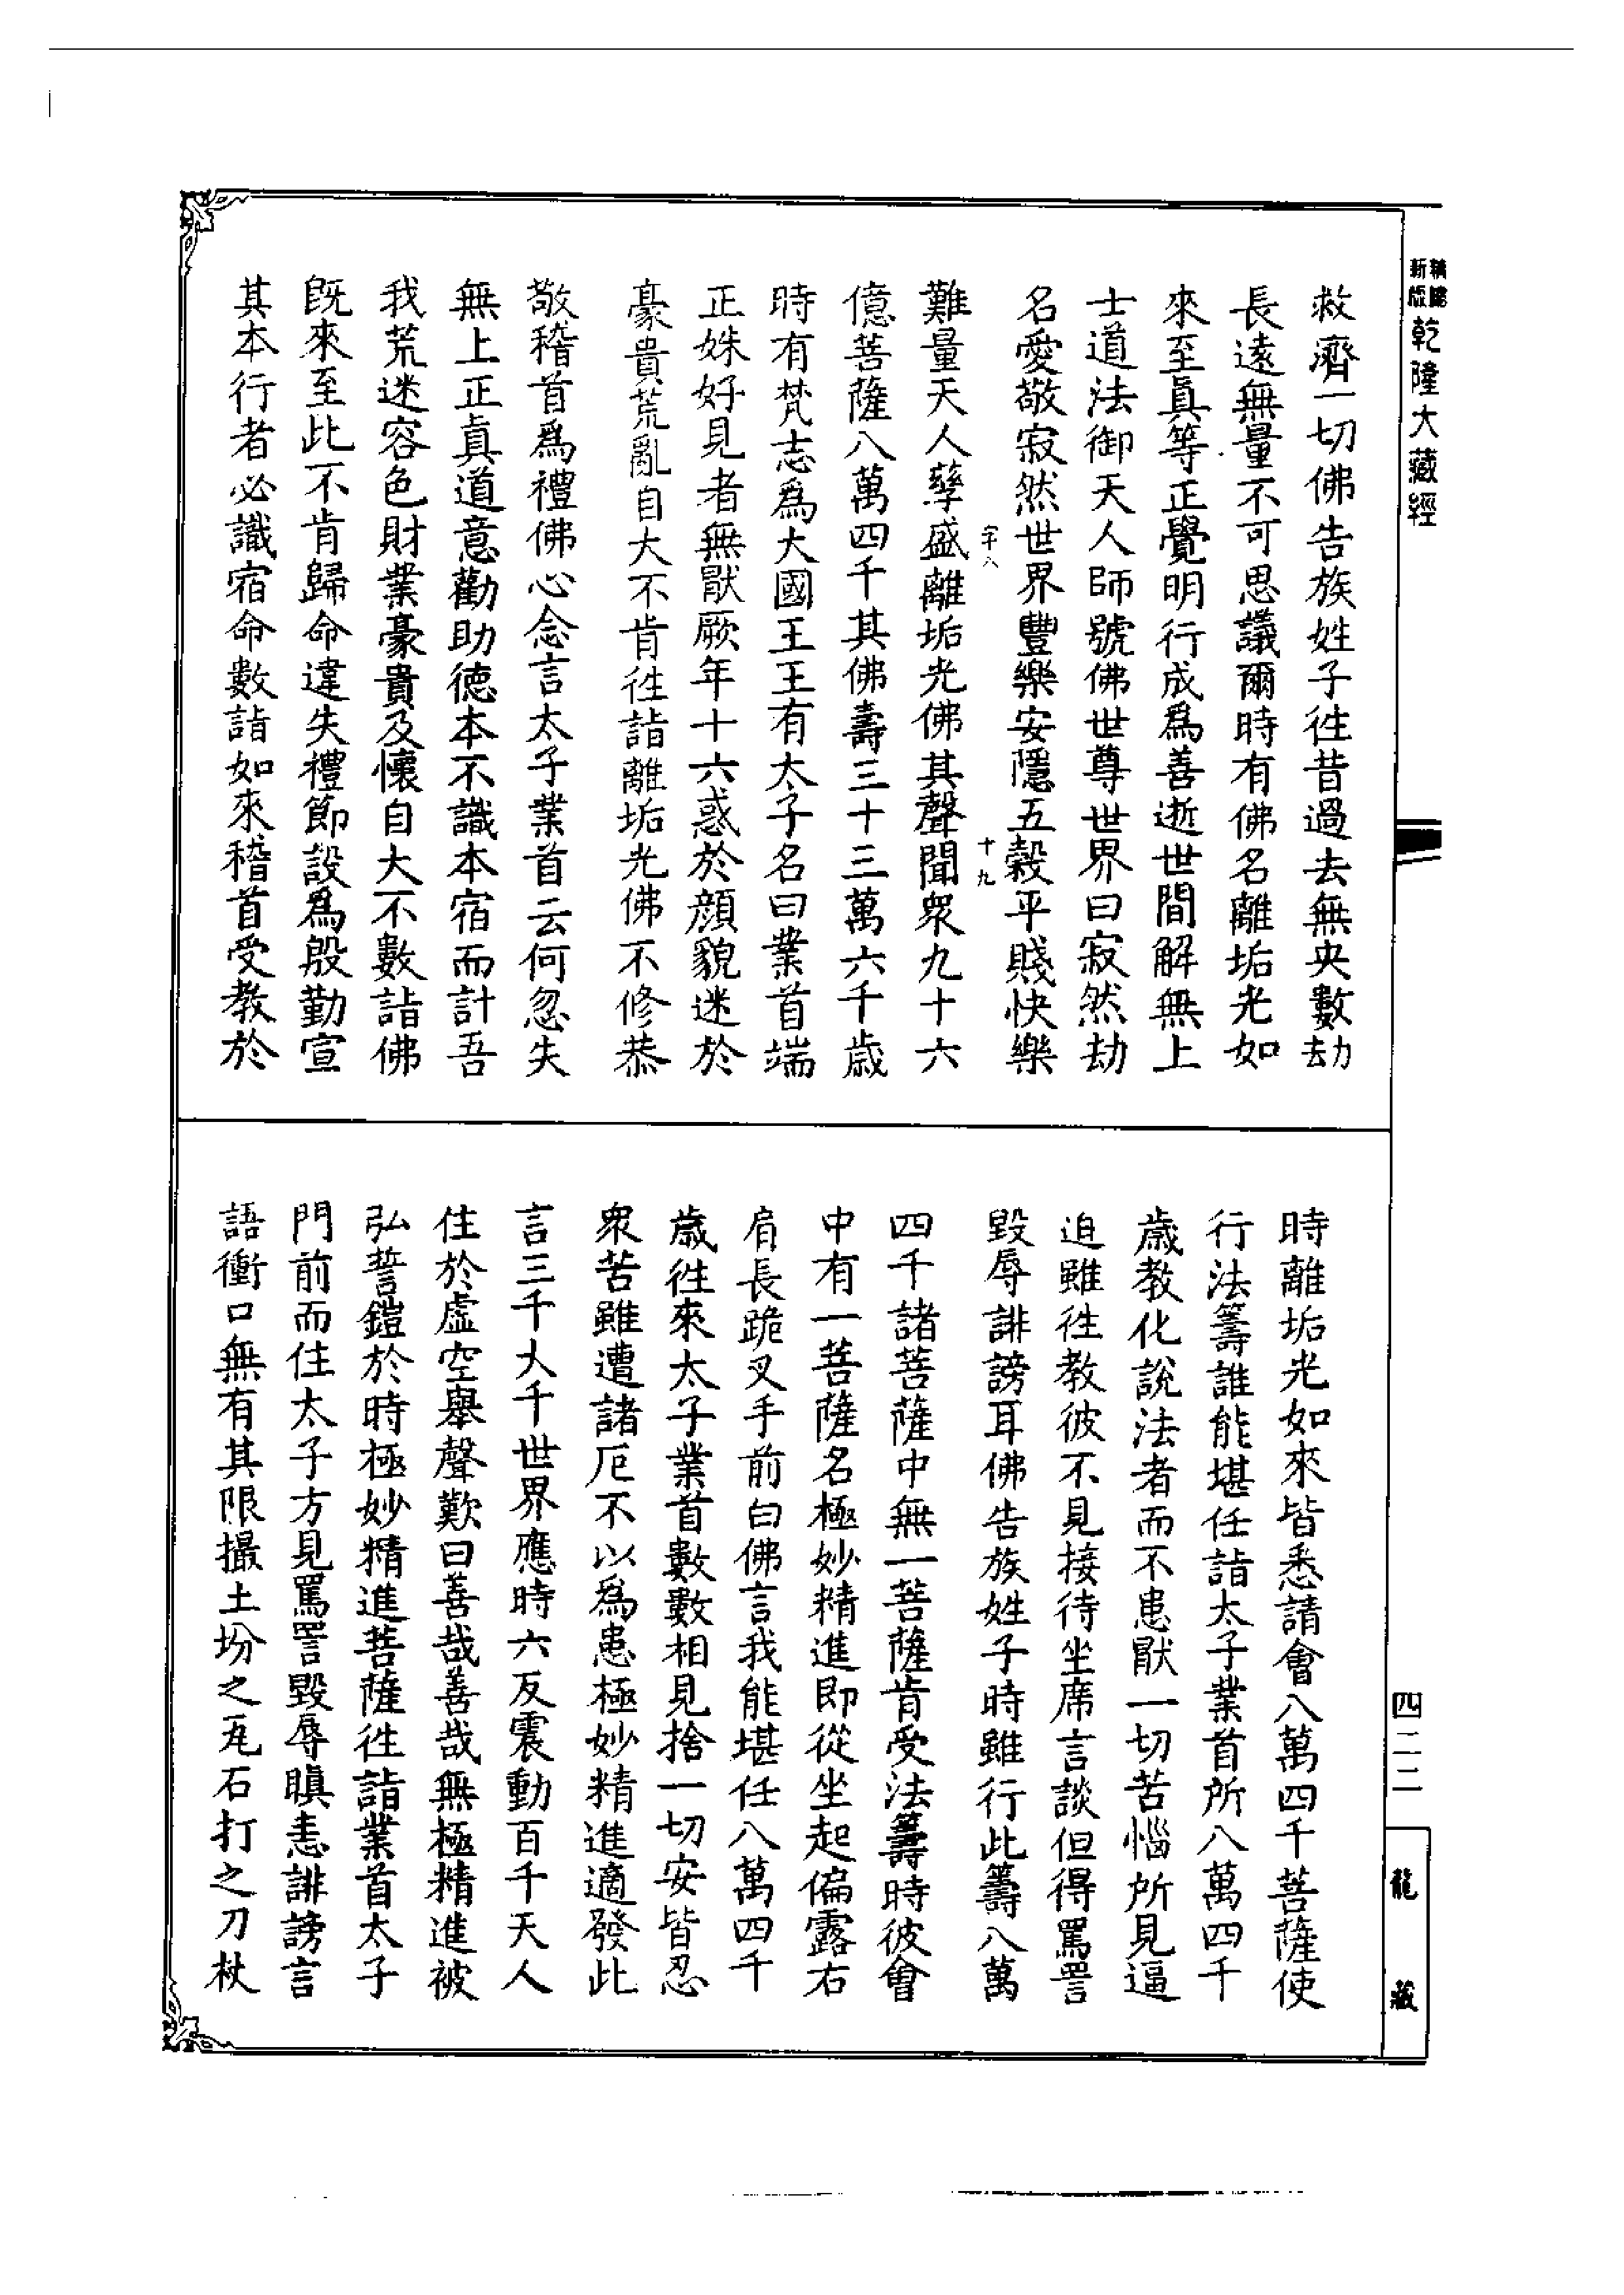 新版
乾隆大藏經
救濟一切佛告族姓子徃昔過去無央數劫
長遠無量不可思議爾時有佛名離垢光如
來至眞等正覺明行成爲善逝世間解無上
士道法御天人師號佛世尊世界曰寂然劫
名愛敬寂然世界豐樂安隱五穀平賤快樂
字八
十九
難量天人孳盛離垢光佛其聲聞衆九十六
億菩薩八萬四千其佛壽三十三萬六千歲
時有梵志爲大國王王有太子名曰業首端
正姝好見者無猒厥年十六惑於顔貌迷於
豪貴荒亂自大不肯徃詣離垢光佛不修恭
敬稽首爲禮佛心念言太子業首云何忽失
無上正眞道意勸助德本不識本宿而計吾
我荒迷容色財業豪貴及懷自大不數詣佛
旣來至此不肯歸命違失禮節設爲殷勤宣
其本行者必識宿命數詣如來稽首受教於
時離垢光如來皆悉請會八萬四千菩薩使
行法籌誰能堪任詣太子業首所八萬四千
歲教化説法者而不患猒一切苦惱所見逼
迫雖徃教彼不見接待坐席言談但得罵詈
毀辱誹謗耳佛告族姓子時雖行此籌八萬
四千諸菩薩中無一菩薩肯受法籌時彼會
中有一菩薩名極妙精進即從坐起偏露右
肩長跪叉手前白佛言我能堪任八萬四千
歲徃來太子業首數數相見捨一切安皆忍
衆苦雖遭諸厄不以爲患極妙精進適發此
言三千大千世界應時六反震動百千天人
住於虛空舉聲歎曰善哉善哉無極精進被
弘誓鎧於時極妙精進菩薩徃詣業首太子
門前而住太子方見罵詈毀辱瞋恚誹謗言
語衝口無有其限撮土坋之瓦石打之刀杖
四二二
龍藏